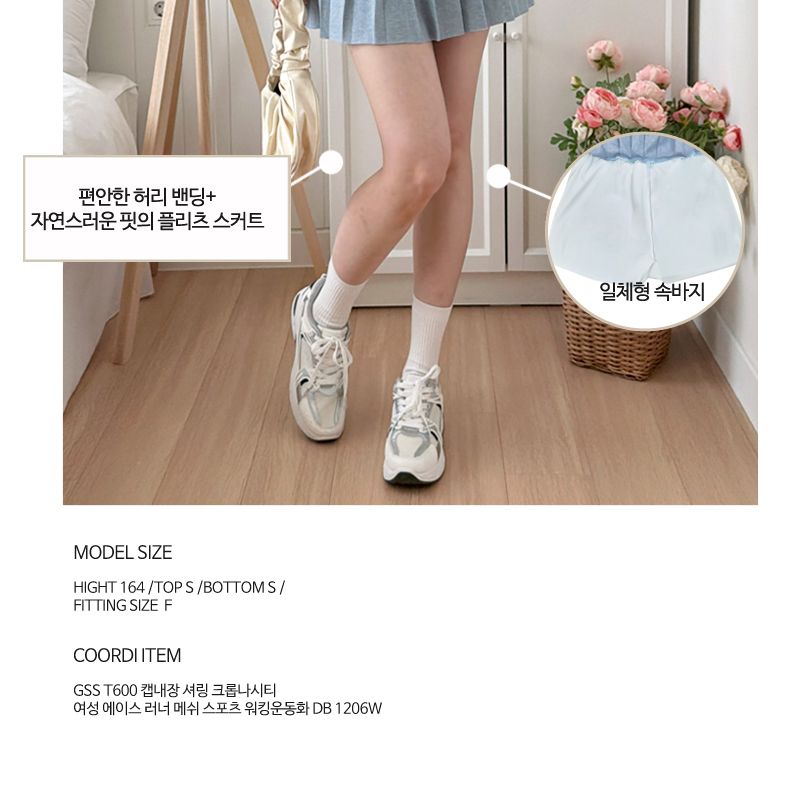 편안한 허리 밴딩+
자연스러운 핏의 플리츠 스커트
일체형 속바지
MODEL SIZE
HIGHT 164 /TOP S /BOTTOM S /
FITTING SIZE F
COORDI ITEM
GSS T600 캡내장 셔링 크롭나시티
여성 에이스 러너 메쉬 스포츠 워킹운동화 DB 1206W